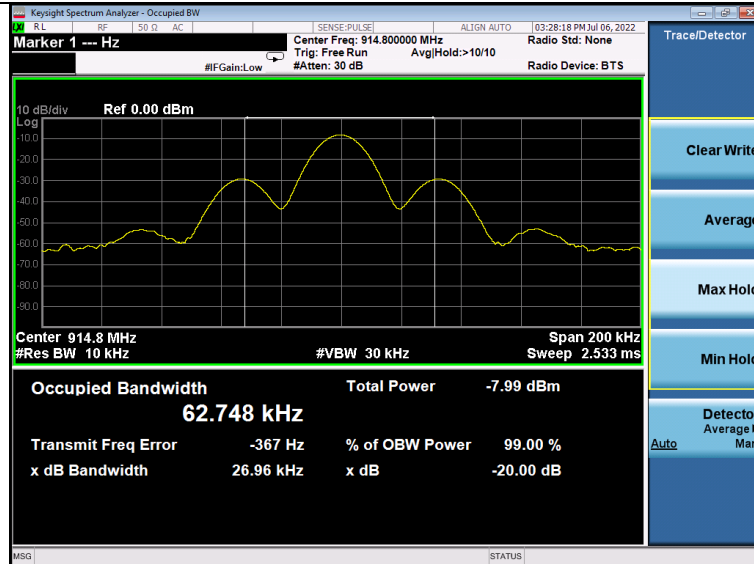 Keysight Spectrum Analyzer - Occupied BW
LXI RL RF 50 Ω AC SENSE:PULSE ALIGN AUTO 03:28:18 PM Jul 06, 2022
Marker 1 --- Hz
Center Freq: 914.800000 MHz
Radio Std: None
Trig: Free Run Avg|Hold:>10/10
#IFGain:Low #Atten: 30 dB Radio Device: BTS
10 dB/div Ref 0.00 dBm
Log
-10.0
-20.0
-30.0
-40.0
-50.0
-60.0
-70.0
-80.0
-90.0
Center 914.8 MHz Span 200 kHz
#Res BW 10 kHz #VBW 30 kHz Sweep 2.533 ms
Occupied Bandwidth Total Power -7.99 dBm
62.748 kHz
Transmit Freq Error -367 Hz % of OBW Power 99.00 %
x dB Bandwidth 26.96 kHz x dB -20.00 dB
MSG STATUS
Trace/Detector
Clear Write
Average
Max Hold
Min Hold
Detecto
Average
Auto Ma